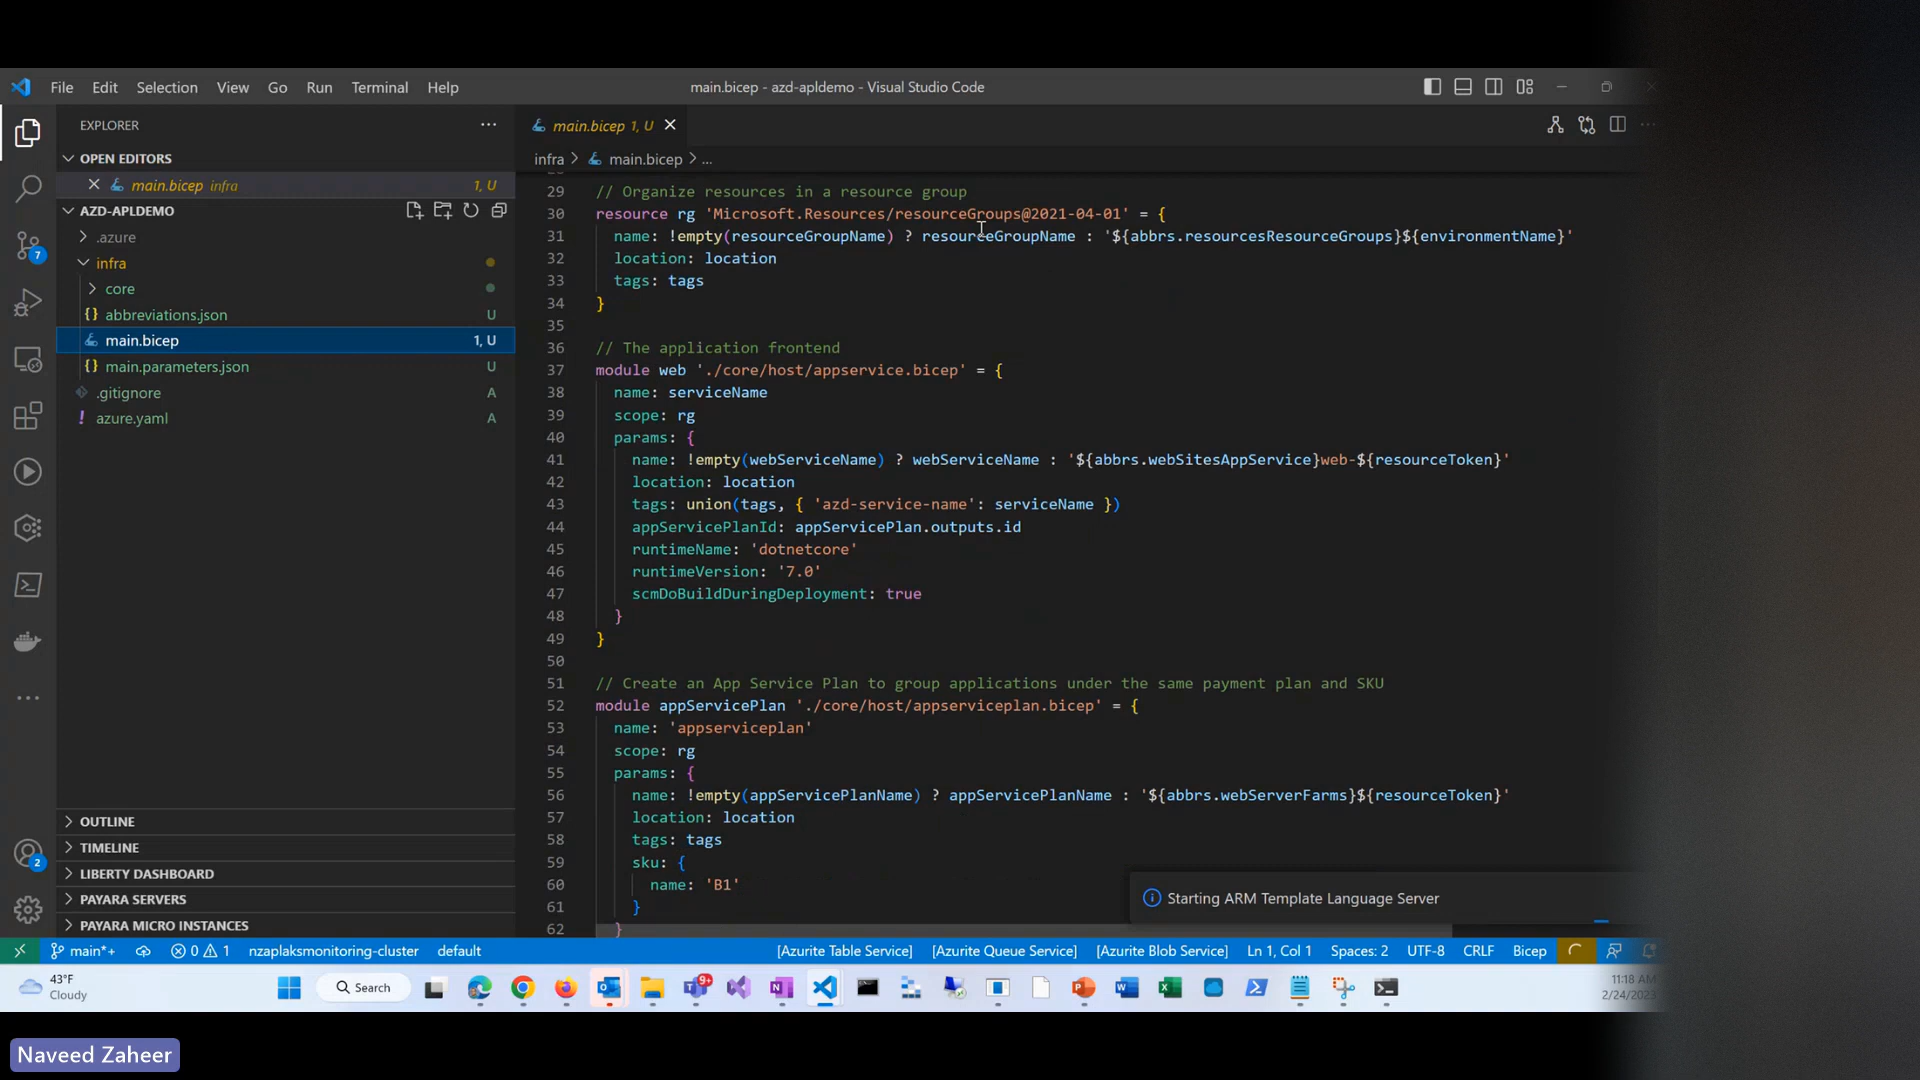 File Edit Selection View Go Run Terminal Help
main.bicep - azd-apldemo - Visual Studio Code
EXPLORER
OPEN EDITORS
main.bicep infra 1, U
AZD-APLDEMO
.azure
infra
core
abbreviations.json U
main.bicep 1, U
main.parameters.json U
.gitignore A
azure.yaml A
OUTLINE
TIMELINE
LIBERTY DASHBOARD
PAYARA SERVERS
PAYARA MICRO INSTANCES
7
2
main.bicep 1, U
infra > main.bicep > ...
29 // Organize resources in a resource group
30 resource rg 'Microsoft.Resources/resourceGroups@2021-04-01' = {
31 name: !empty(resourceGroupName) ? resourceGroupName : '${abbrs.resourcesResourceGroups}${environmentName}'
32 location: location
33 tags: tags
34 }
35
36 // The application frontend
37 module web './core/host/appservice.bicep' = {
38 name: serviceName
39 scope: rg
40 params: {
41 name: !empty(webServiceName) ? webServiceName : '${abbrs.webSitesAppService}web-${resourceToken}'
42 location: location
43 tags: union(tags, { 'azd-service-name': serviceName })
44 appServicePlanId: appServicePlan.outputs.id
45 runtimeName: 'dotnetcore'
46 runtimeVersion: '7.0'
47 scmDoBuildDuringDeployment: true
48 }
49 }
50
51 // Create an App Service Plan to group applications under the same payment plan and SKU
52 module appServicePlan './core/host/appserviceplan.bicep' = {
53 name: 'appserviceplan'
54 scope: rg
55 params: {
56 name: !empty(appServicePlanName) ? appServicePlanName : '${abbrs.webServerFarms}${resourceToken}'
57 location: location
58 tags: tags
59 sku: {
60 name: 'B1'
61 }
62 }
Starting ARM Template Language Server
main*+ 0 1 nzaplaksmonitoring-cluster default [Azurite Table Service] [Azurite Queue Service] [Azurite Blob Service] Ln 1, Col 1 Spaces: 2 UTF-8 CRLF Bicep
43°F
Cloudy
Search
9+
11:18 AM
Naveed Zaheer